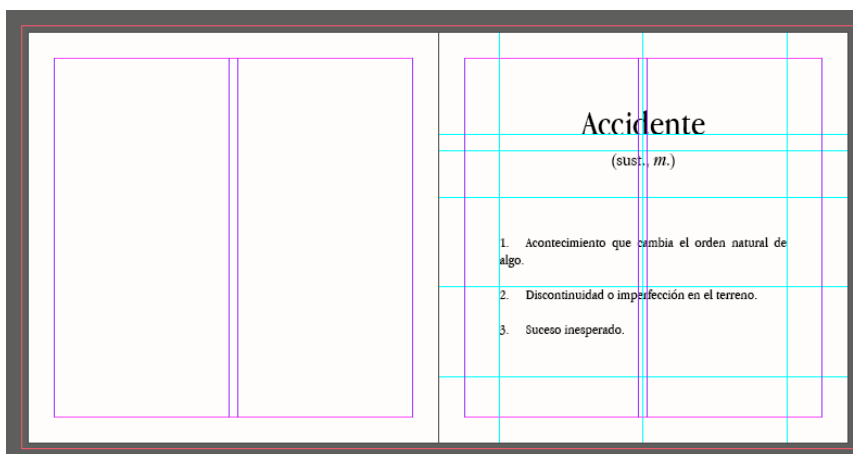 Accidente
(sust., m.)
1. Acontecimiento que cambia el orden natural de
algo.
2. Discontinuidad o imperfección en el terreno.
3. Suceso inesperado.